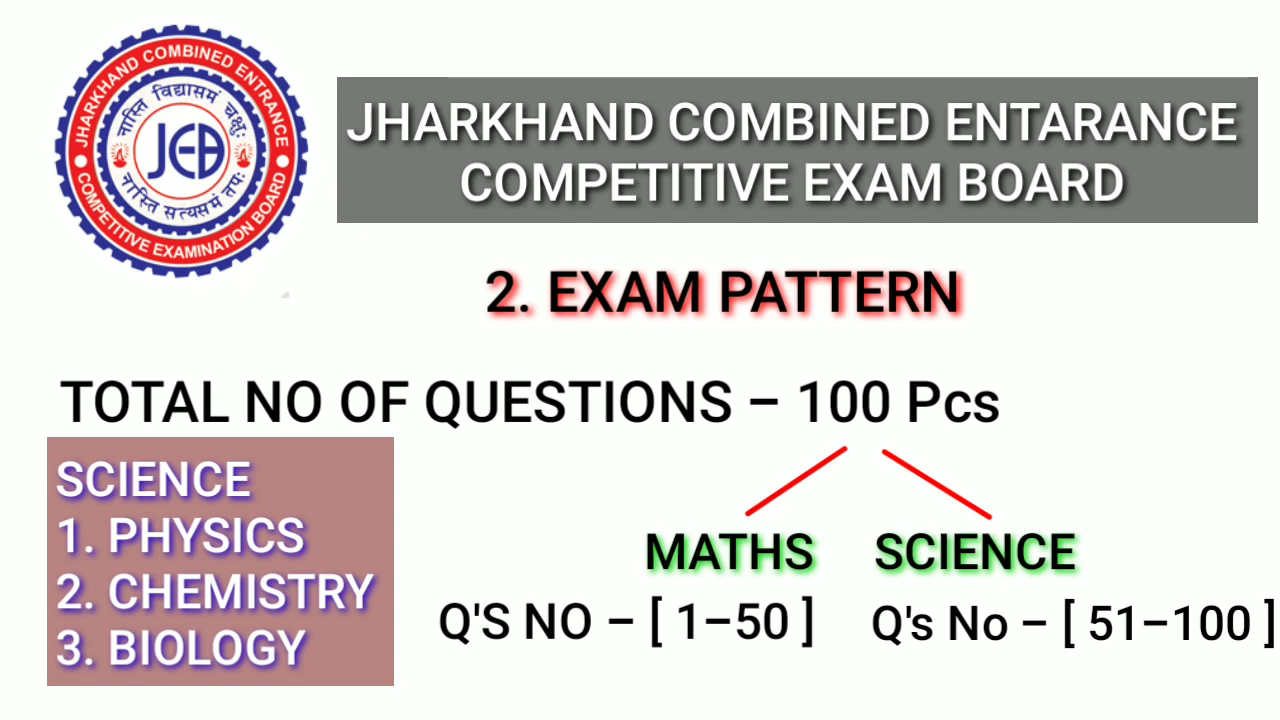 JHARKHAND COMBINED ENTRANCE
COMPETITIVE EXAMINATION BOARD
नास्ति विद्यासमं चक्षुः
नास्ति सत्यसमं तपः
JCEB
JHARKHAND COMBINED ENTARANCE
COMPETITIVE EXAM BOARD
2. EXAM PATTERN
TOTAL NO OF QUESTIONS – 100 Pcs
SCIENCE
1. PHYSICS
2. CHEMISTRY
3. BIOLOGY
MATHS SCIENCE
Q'S NO – [ 1–50 ] Q's No – [ 51–100 ]